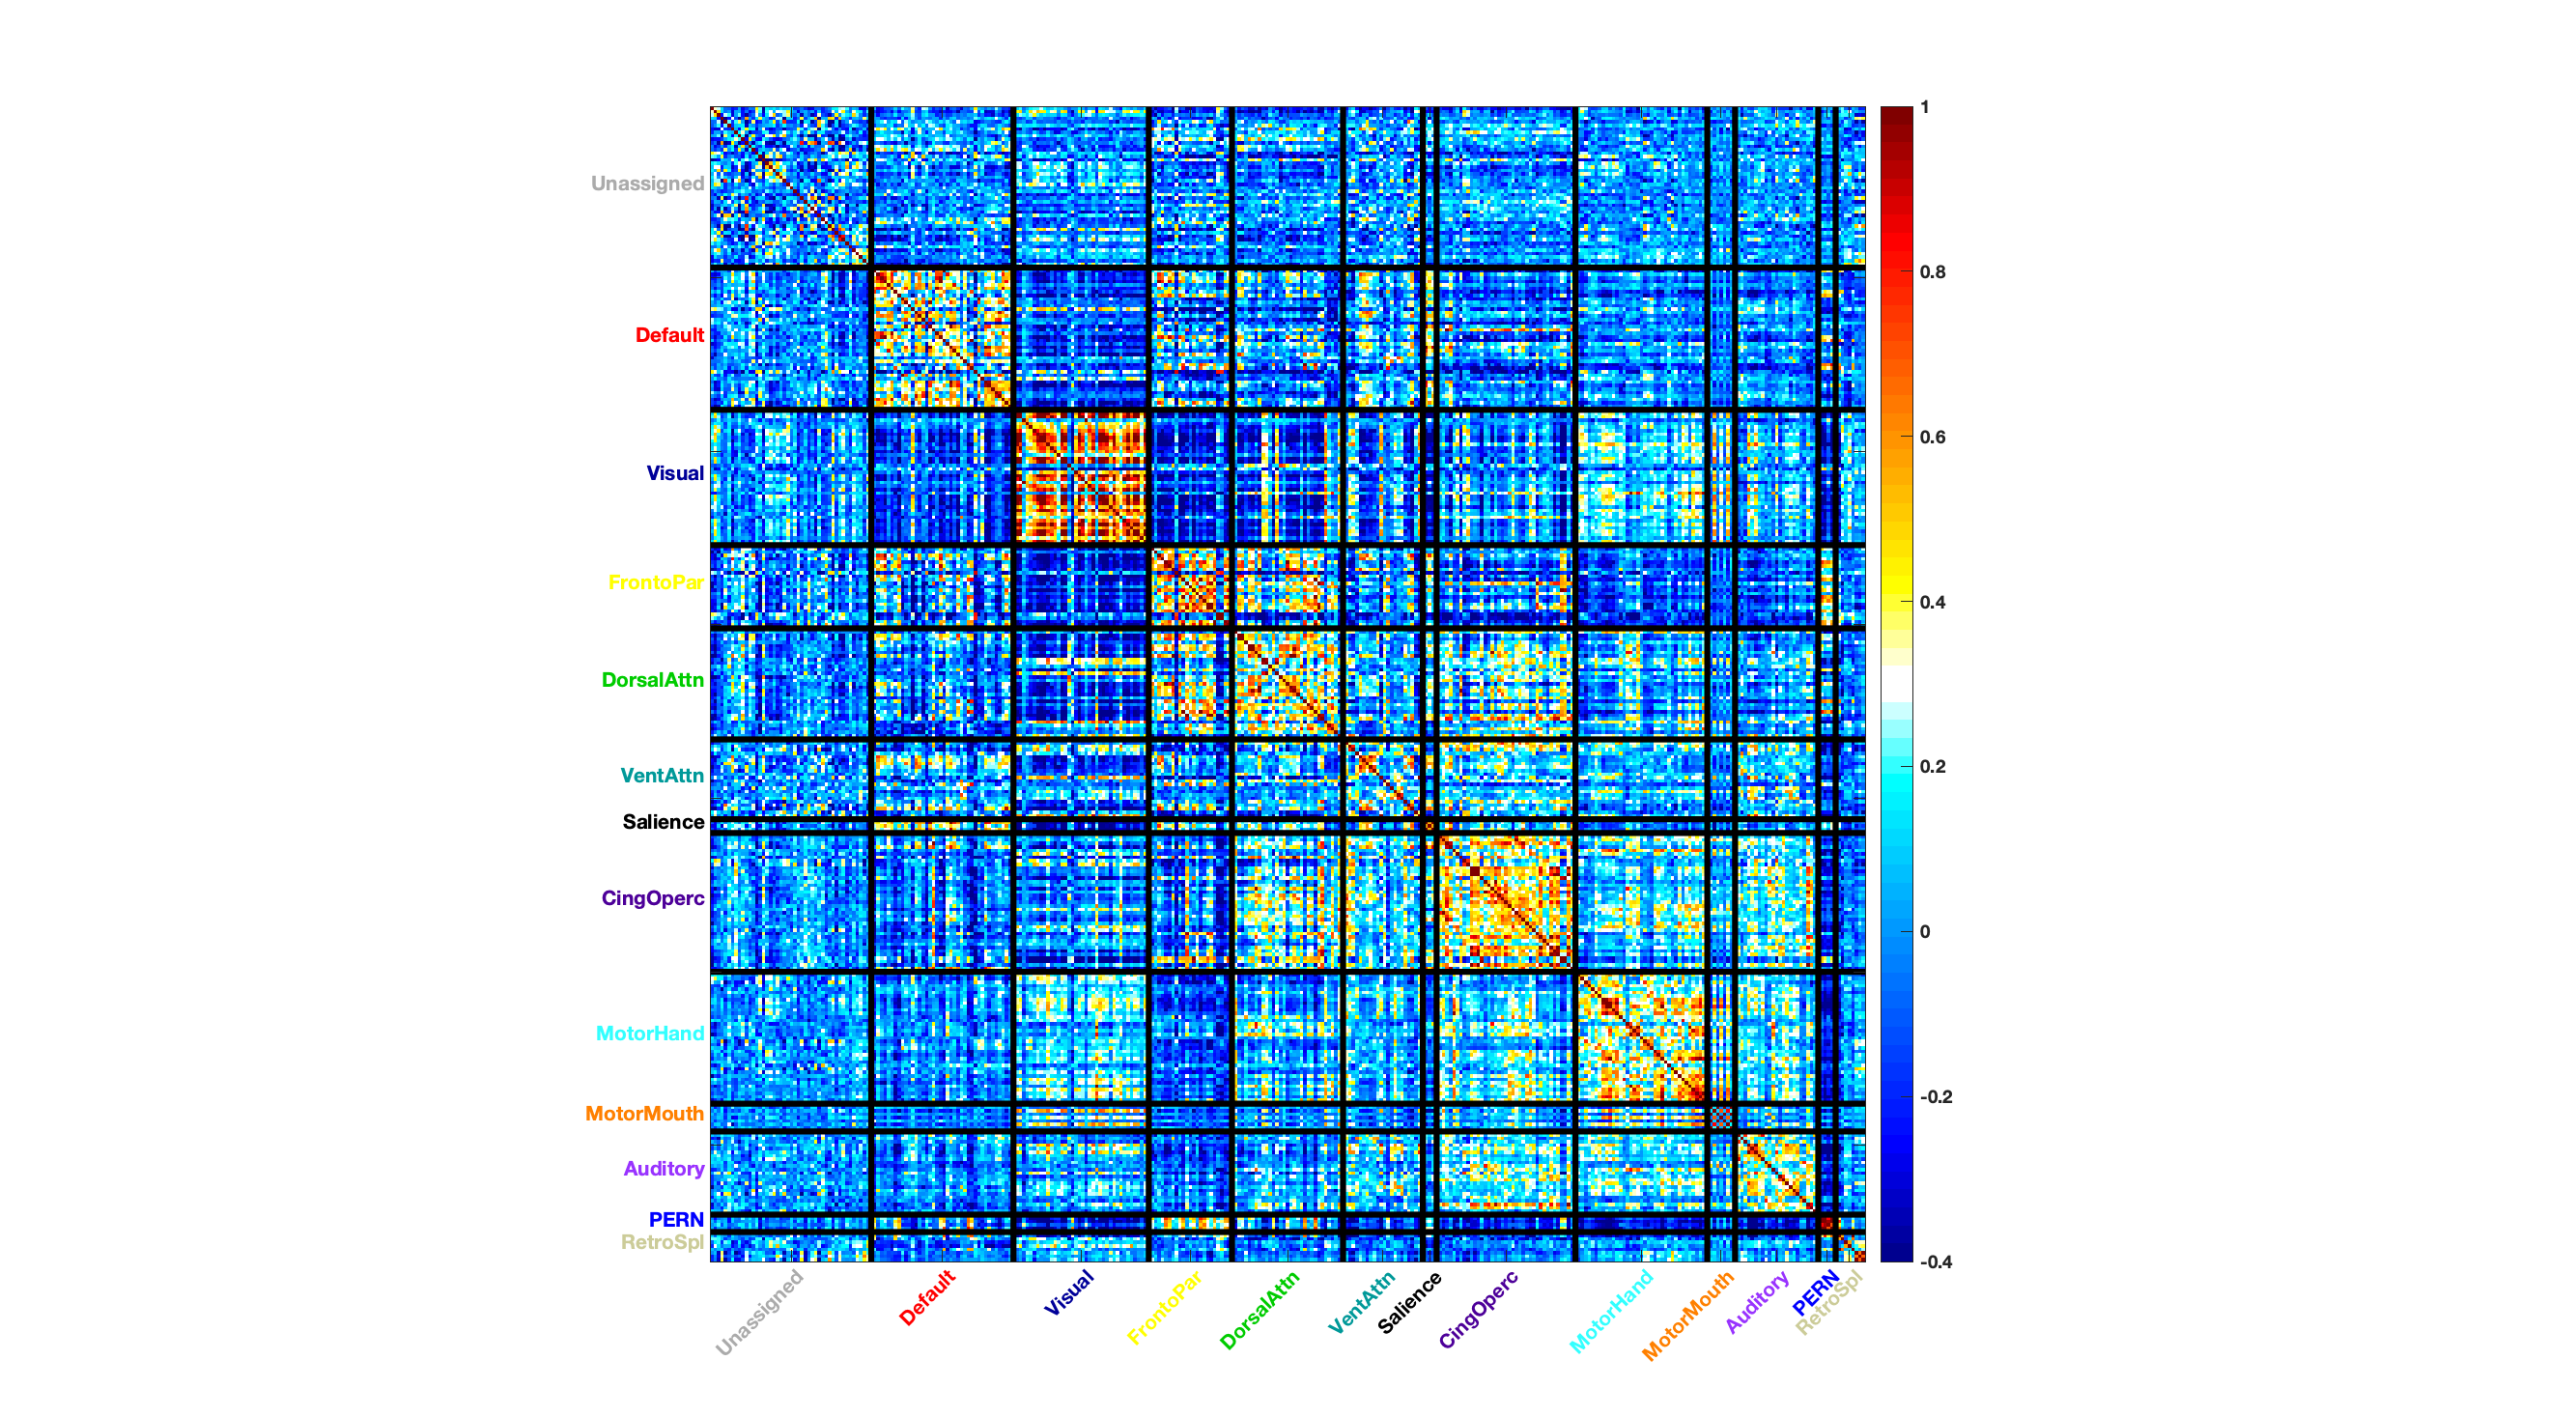 Unassigned
Default
Visual
FrontoPar
DorsalAttn
VentAttn
Salience
CingOperc
MotorHand
MotorMouth
Auditory
PERN
RetroSpl
Unassigned
Default
Visual
FrontoPar
DorsalAttn
VentAttn
Salience
CingOperc
MotorHand
MotorMouth
Auditory
PERN
RetroSpl
1
0.8
0.6
0.4
0.2
0
-0.2
-0.4